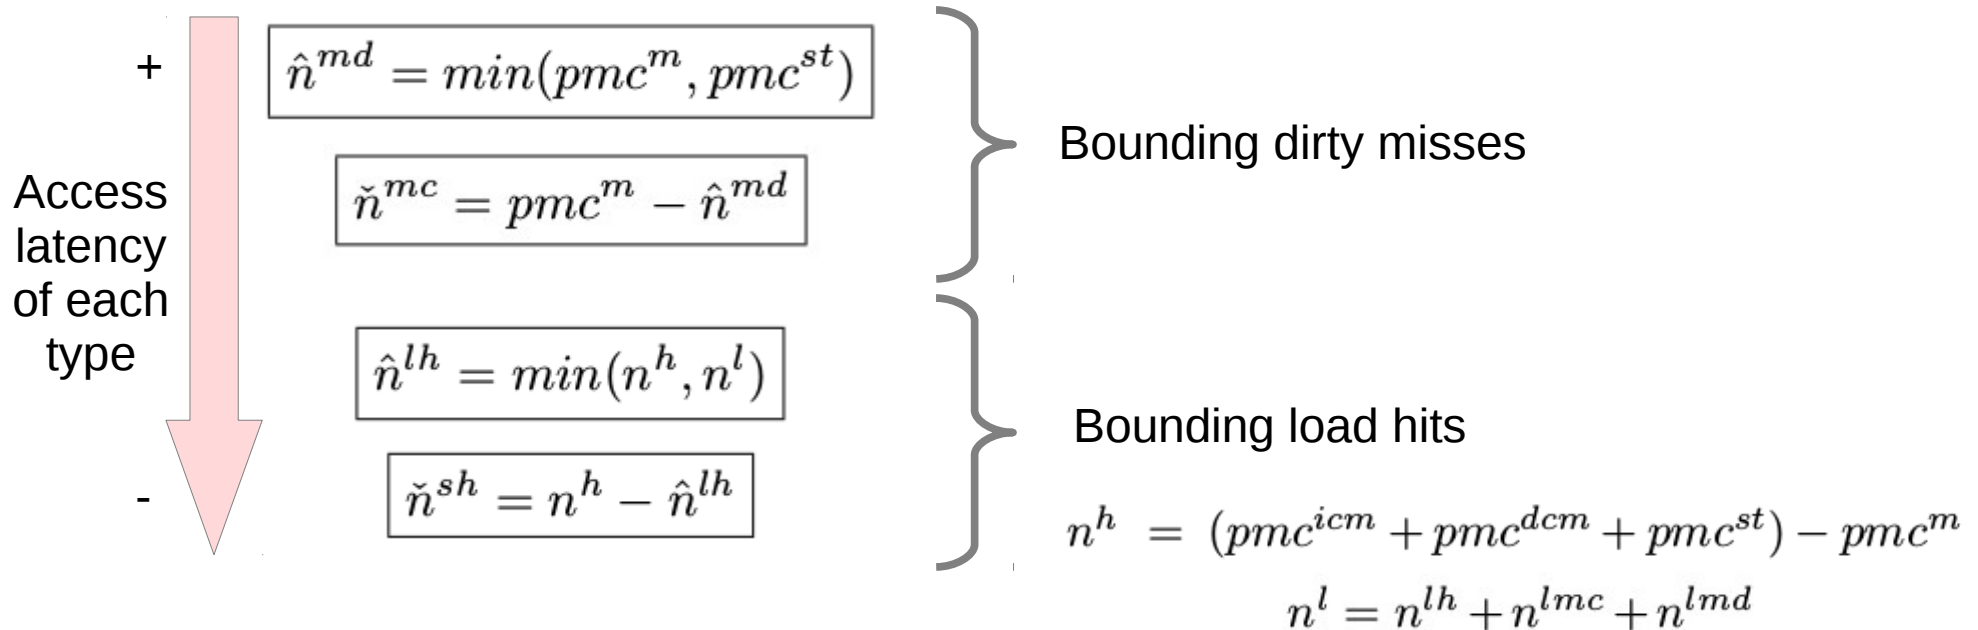 +
n̂^{md} = min(pmc^{m}, pmc^{st})
Bounding dirty misses
ň^{mc} = pmc^{m} − n̂^{md}
Access
latency
of each
type
n̂^{lh} = min(n^{h}, n^{l})
Bounding load hits
-
ň^{sh} = n^{h} − n̂^{lh}
n^{h} = (pmc^{icm} + pmc^{dcm} + pmc^{st}) − pmc^{m}
n^{l} = n^{lh} + n^{lmc} + n^{lmd}